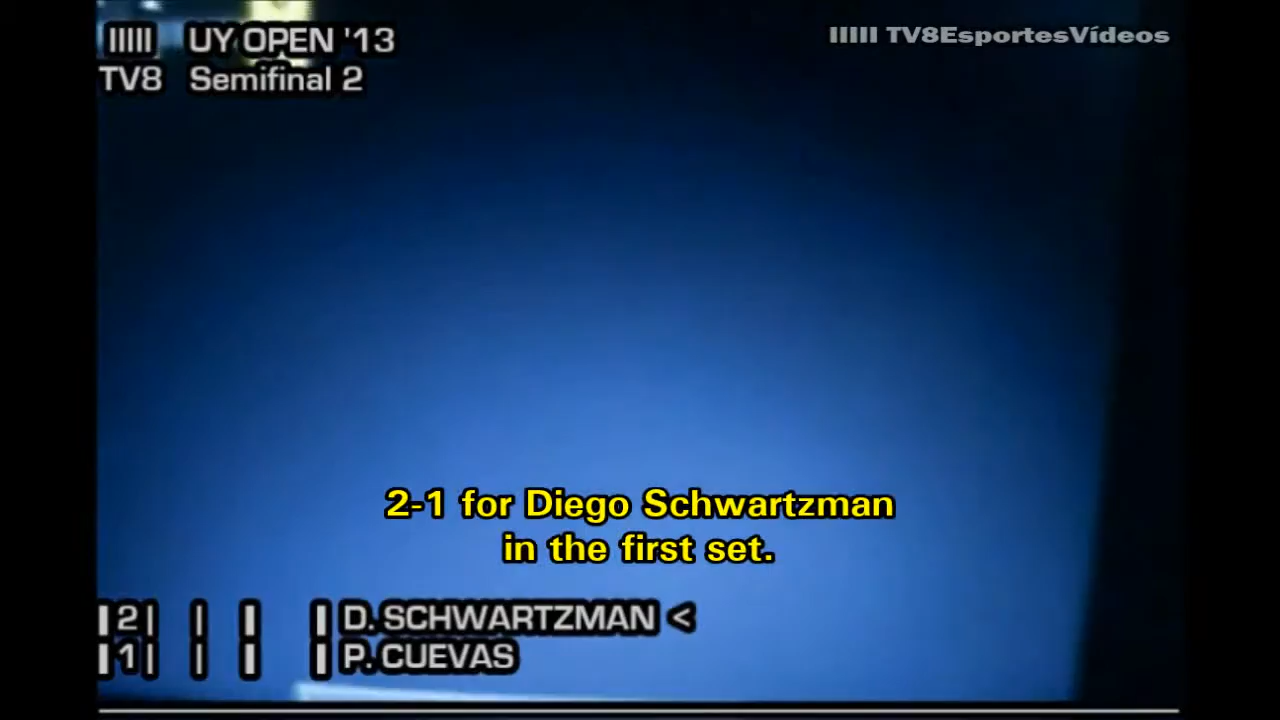 IIIII UY OPEN '13
TV8 Semifinal 2
IIIII TV8EsportesVídeos
2-1 for Diego Schwartzman
in the first set.
2 D. SCHWARTZMAN <
1 P. CUEVAS